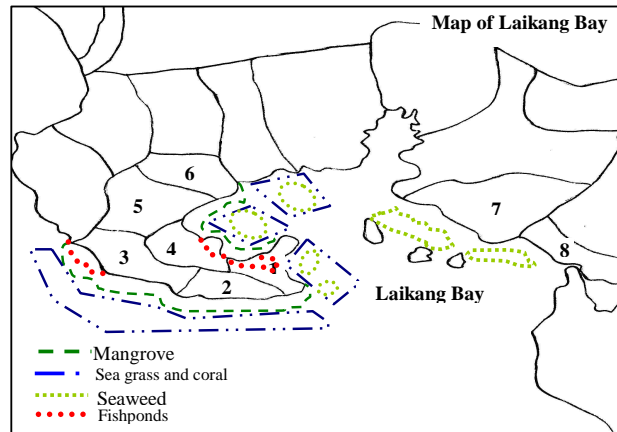 Map of Laikang Bay
6
5
7
3
4
8
1
2
Laikang Bay
Mangrove
Sea grass and coral
Seaweed
Fishponds